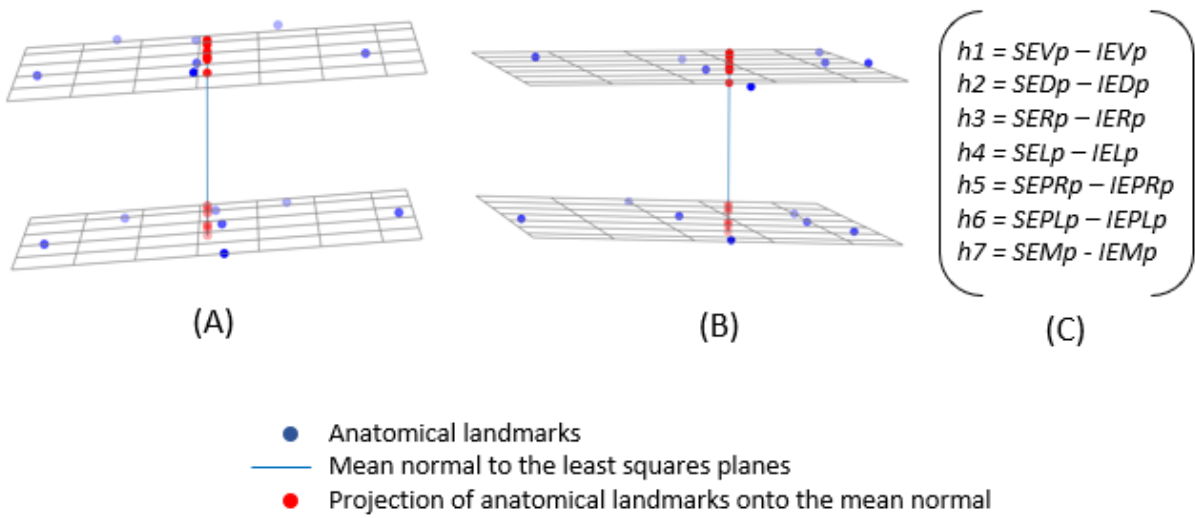 h1 = SEVp – IEVp
h2 = SEDp – IEDp
h3 = SERp – IERp
h4 = SELp – IELp
h5 = SEPRp – IEPRp
h6 = SEPLp – IEPLp
h7 = SEMp - IEMp
(A)
(B)
(C)
Anatomical landmarks
Mean normal to the least squares planes
Projection of anatomical landmarks onto the mean normal